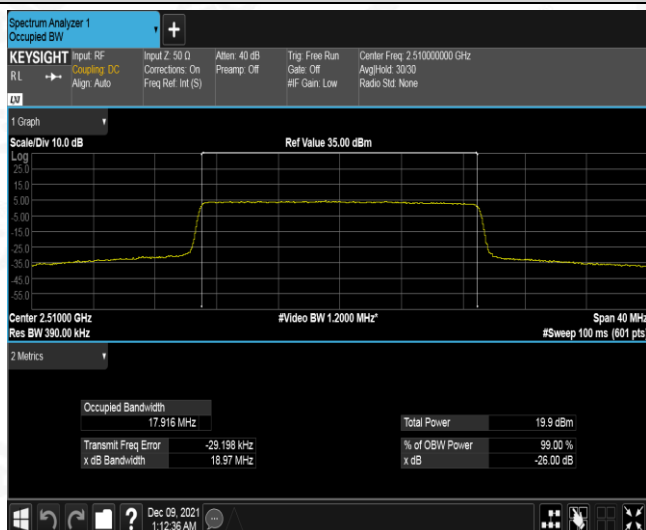 Spectrum Analyzer 1
Occupied BW
KEYSIGHT
RL
Input: RF
Coupling: DC
Align: Auto
Input Z: 50 Ω
Corrections: On
Freq Ref: Int (S)
Atten: 40 dB
Preamp: Off
Trig: Free Run
Gate: Off
#IF Gain: Low
Center Freq: 2.510000000 GHz
Avg|Hold: 30/30
Radio Std: None
LXI
1 Graph
Scale/Div 10.0 dB
Ref Value 35.00 dBm
Log
25.0
15.0
5.00
-5.00
-15.0
-25.0
-35.0
-45.0
-55.0
Center 2.51000 GHz
#Video BW 1.2000 MHz*
Span 40 MHz
Res BW 390.00 kHz
#Sweep 100 ms (601 pts)
2 Metrics
Occupied Bandwidth
17.916 MHz
Total Power 19.9 dBm
Transmit Freq Error -29.198 kHz
% of OBW Power 99.00 %
x dB Bandwidth 18.97 MHz
x dB -26.00 dB
?
Dec 09, 2021
1:12:36 AM